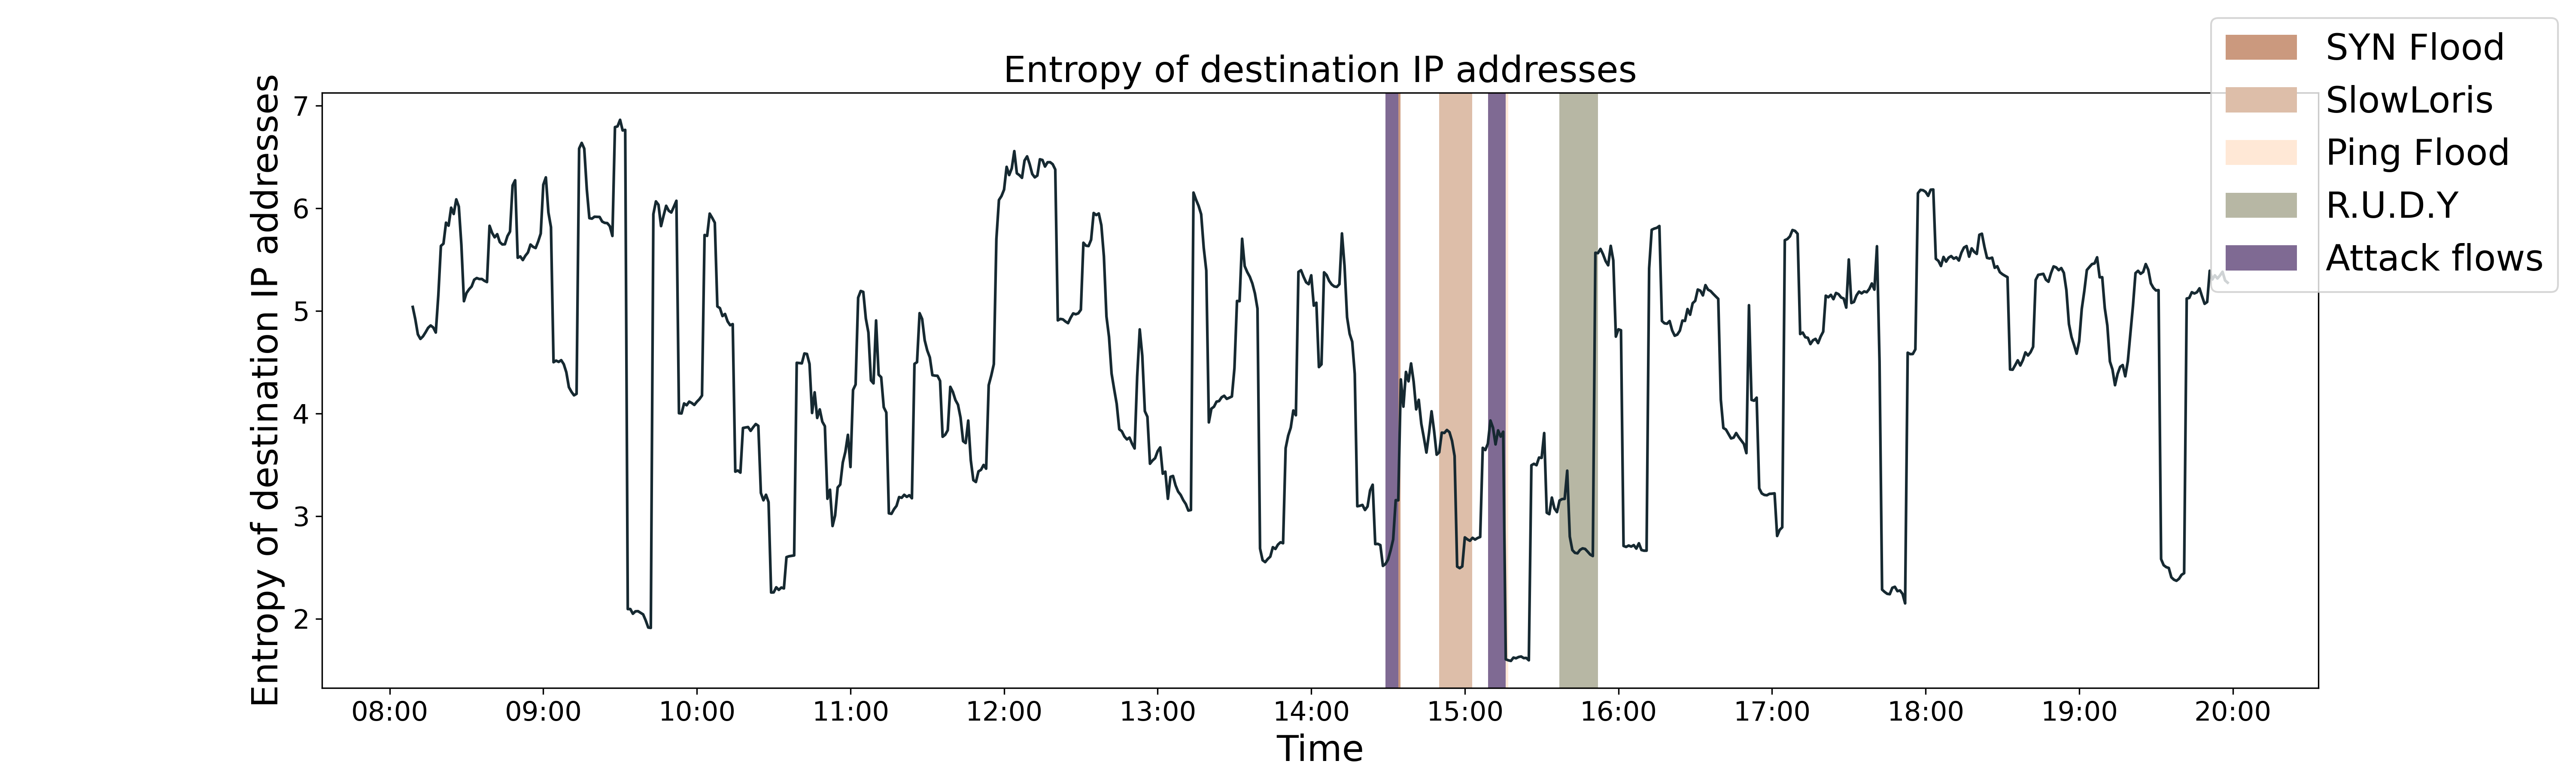 Entropy of destination IP addresses
SYN Flood
SlowLoris
Ping Flood
R.U.D.Y
Attack flows
Entropy of destination IP addresses
7
6
5
4
3
2
08:00 09:00 10:00 11:00 12:00 13:00 14:00 15:00 16:00 17:00 18:00 19:00 20:00
Time